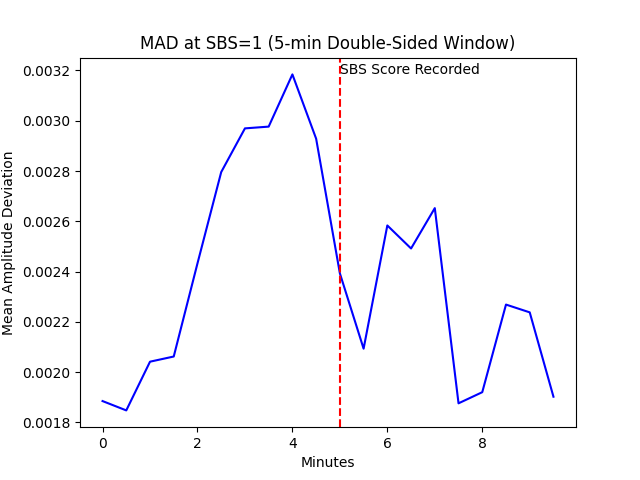 MAD at SBS=1 (5-min Double-Sided Window)
SBS Score Recorded
Mean Amplitude Deviation
0.0032
0.0030
0.0028
0.0026
0.0024
0.0022
0.0020
0.0018
0 2 4 6 8
Minutes